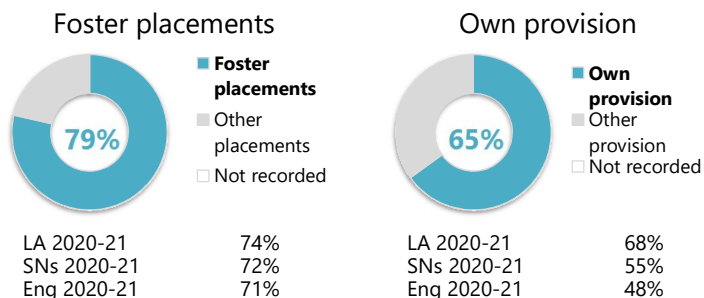 Foster placements
79%
Foster
placements
Other
placements
Not recorded
LA 2020-21 74%
SNs 2020-21 72%
Eng 2020-21 71%
Own provision
65%
Own
provision
Other
provision
Not recorded
LA 2020-21 68%
SNs 2020-21 55%
Eng 2020-21 48%